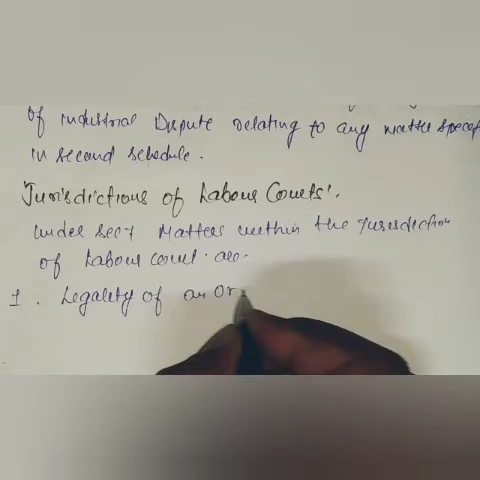 of industrial Dispute relating to any matter specef
in second schedule.
'Jurisdictions of Labour Courts'.
under sec 7 Matters within the jurisdiction
of Labour court. are-
1. Legality of an Or